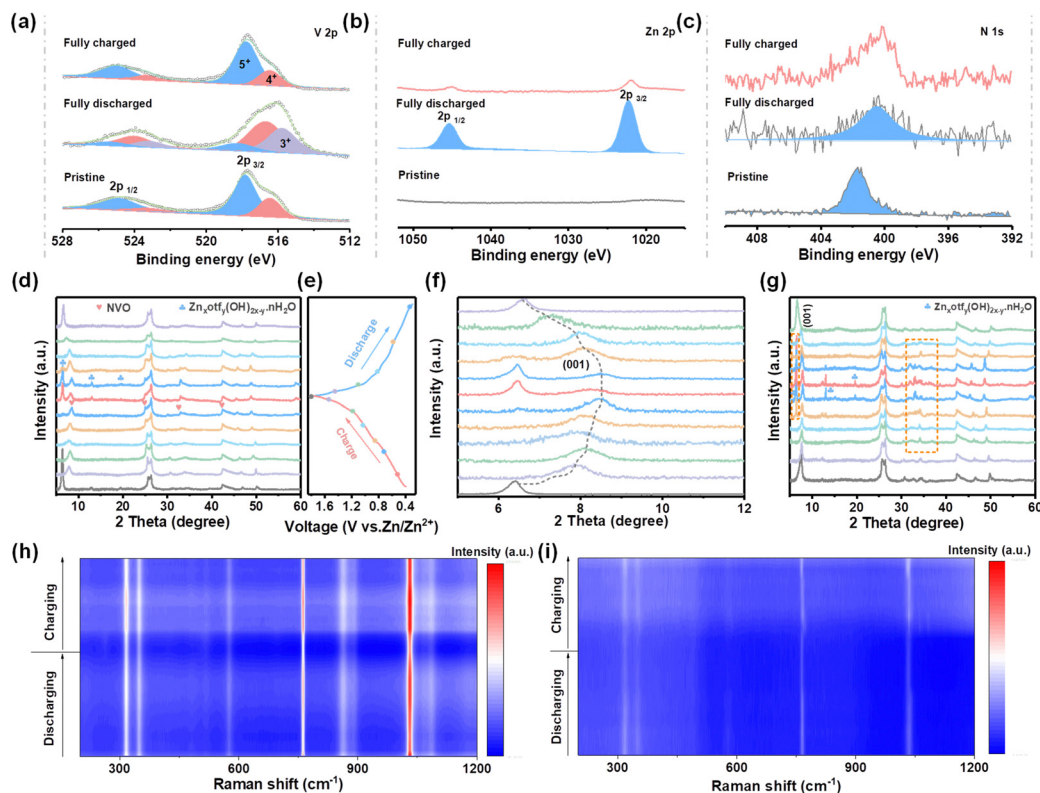 (a)
V 2p
Fully charged
5+
4+
Fully discharged
3+
2p 3/2
2p 1/2
Pristine
528 524 520 516 512
Binding energy (eV)
(b)
Zn 2p
Fully charged
Fully discharged
2p 1/2
2p 3/2
Pristine
1050 1040 1030 1020
Binding energy (eV)
(c)
N 1s
Fully charged
Fully discharged
Pristine
408 404 400 396 392
Binding energy (eV)
(d)
NVO
ZnxOtfy(OH)2x-y.nH2O
Intensity (a.u.)
10 20 30 40 50 60
2 Theta (degree)
(e)
Discharge
Charge
1.6 1.2 0.8 0.4
Voltage (V vs.Zn/Zn2+)
(f)
(001)
Intensity (a.u.)
6 8 10 12
2 Theta (degree)
(g)
(001)
Znxotfy(OH)2x-y.nH2O
Intensity (a.u.)
10 20 30 40 50 60
2 Theta (degree)
(h)
Intensity (a.u.)
Charging
Discharging
300 600 900 1200
Raman shift (cm-1)
(i)
Intensity (a.u.)
Charging
Discharging
300 600 900 1200
Raman shift (cm-1)